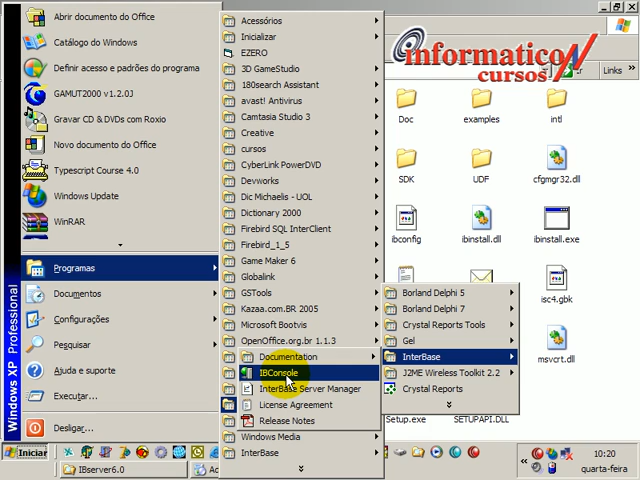 Abrir documento do Office
Catálogo do Windows
Definir acesso e padrões do programa
GAMUT2000 v1.2.0J
Gravar CD & DVDs com Roxio
Novo documento do Office
Typescript Course 4.0
Windows Update
WinRAR
Programas
Documentos
Configurações
Pesquisar
Ajuda e suporte
Executar...
Desligar...
Windows XP Professional
Acessórios
Inicializar
EZERO
3D GameStudio
180search Assistant
avast! Antivirus
Camtasia Studio 3
Creative
cursos
CyberLink PowerDVD
Devworks
Dic Michaelis - UOL
Dictionary 2000
Firebird SQL InterClient
Firebird_1_5
Game Maker 6
Globalink
GSTools
Kazaa.com.BR 2005
Microsoft Bootvis
OpenOffice.org.br 1.1.3
Documentation
IBConsole
InterBase Server Manager
License Agreement
Release Notes
Windows Media
InterBase
Borland Delphi 5
Borland Delphi 7
Crystal Reports Tools
Gel
InterBase
J2ME Wireless Toolkit 2.2
Crystal Reports
informaticon
cursos
Links
Doc
examples
intl
SDK
UDF
cfgmgr32.dll
ibconfig
ibinstall.dll
ibinstall.exe
isc4.gbk
msvcrt.dll
Setup.exe
SETUPAPI.DLL
Iniciar
IBserver6.0
10:20
quarta-feira